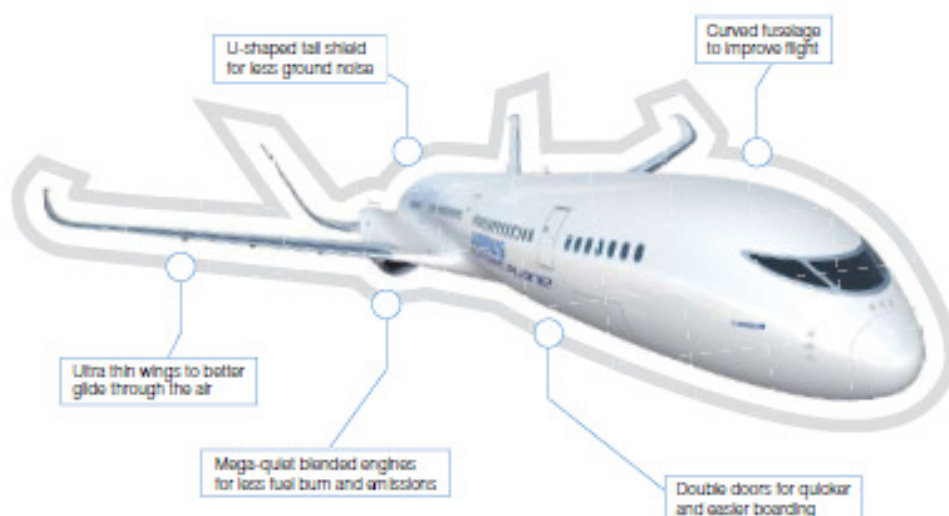 U-shaped tail shield
for less ground noise
Curved fuselage
to improve flight
Ultra thin wings to better
glide through the air
Mega-quiet blended engines
for less fuel burn and emissions
Double doors for quicker
and easier boarding